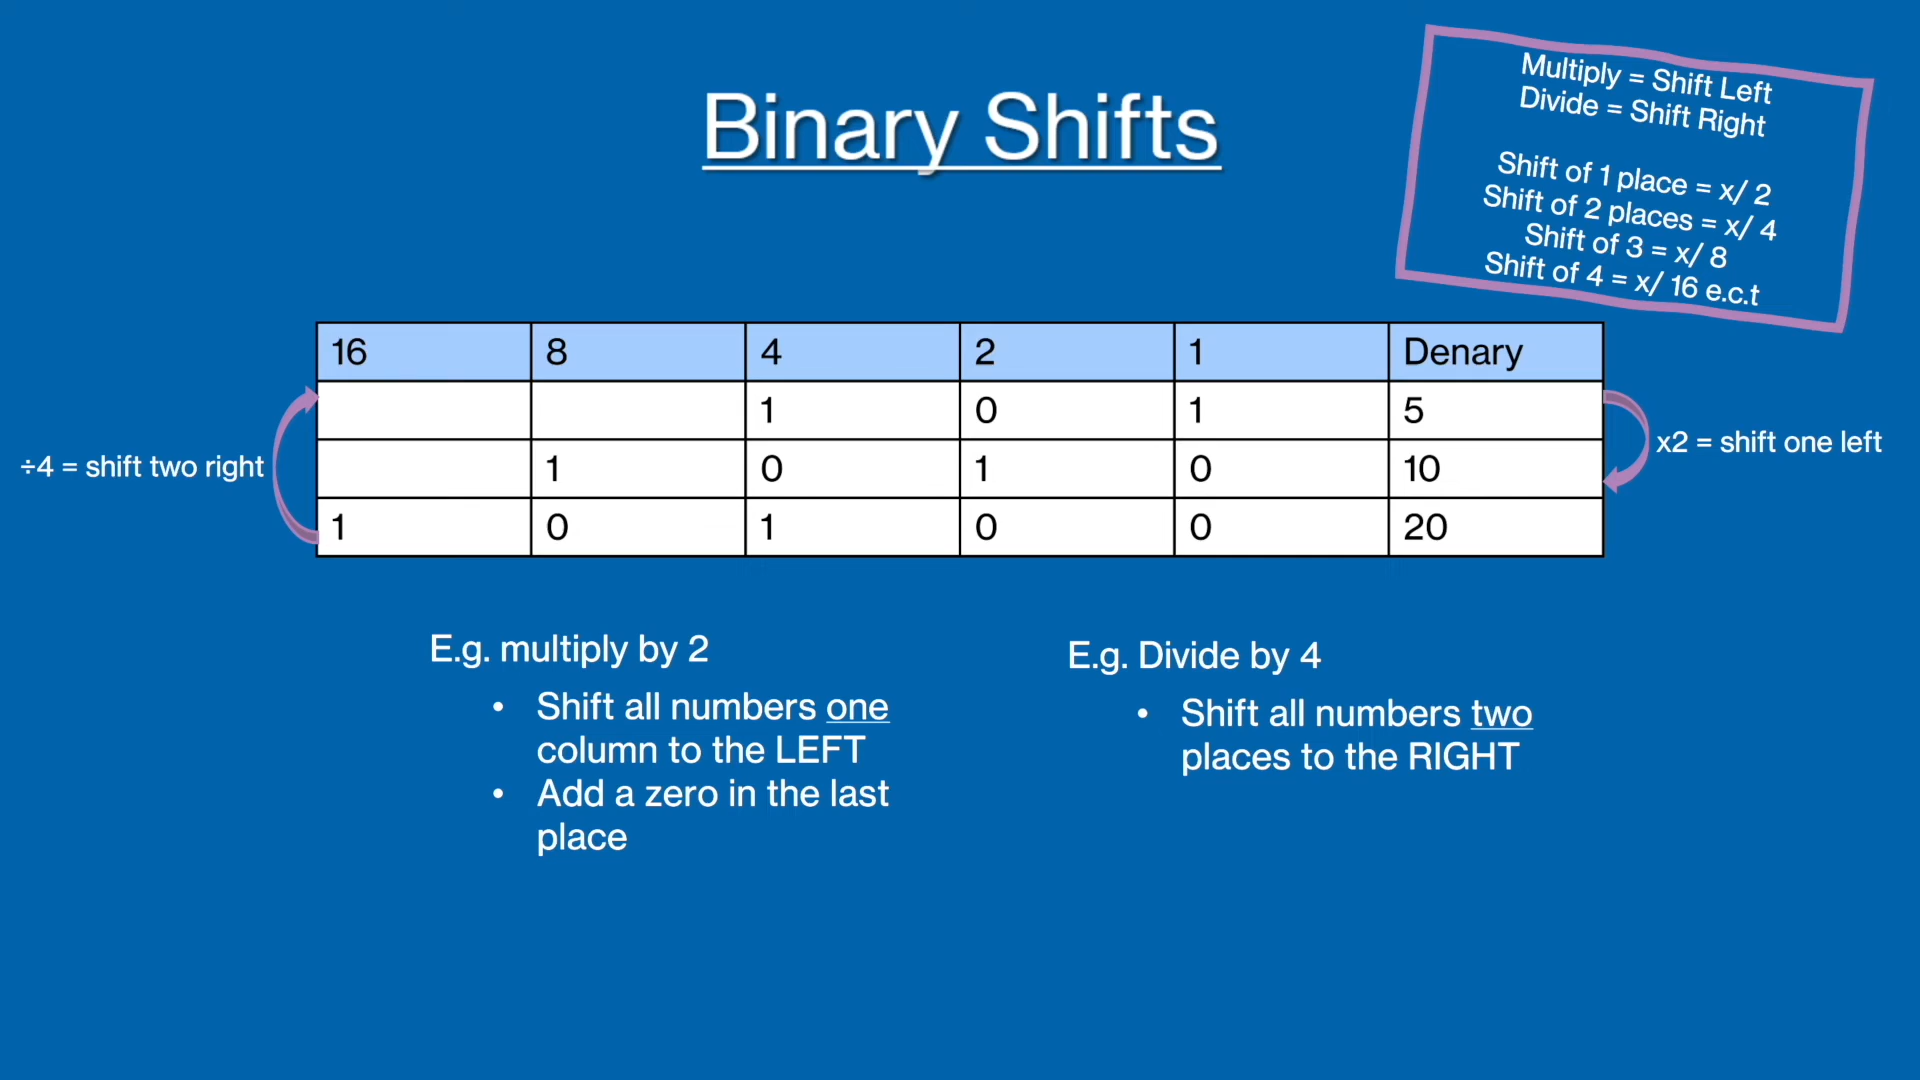 Multiply = Shift Left
Divide = Shift Right
Shift of 1 place = x/ 2
Shift of 2 places = x/ 4
Shift of 3 = x/ 8
Shift of 4 = x/ 16 e.c.t
Binary Shifts
16 8 4 2 1 Denary
1 0 1 5
1 0 1 0 10
1 0 1 0 0 20
÷4 = shift two right
x2 = shift one left
E.g. multiply by 2
• Shift all numbers one
column to the LEFT
• Add a zero in the last
place
E.g. Divide by 4
• Shift all numbers two
places to the RIGHT